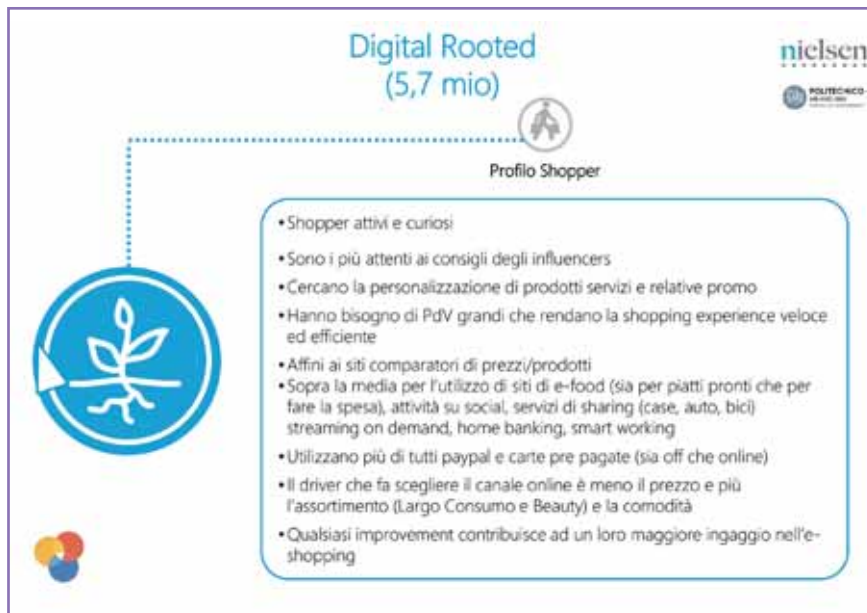 Digital Rooted
(5,7 mio)
nielsen
POLITECNICO
Profilo Shopper
• Shopper attivi e curiosi
• Sono i più attenti ai consigli degli influencers
• Cercano la personalizzazione di prodotti servizi e relative promo
• Hanno bisogno di PdV grandi che rendano la shopping experience veloce
ed efficiente
• Affini ai siti comparatori di prezzi/prodotti
• Sopra la media per l'utilizzo di siti di e-food (sia per piatti pronti che per
fare la spesa), attività su social, servizi di sharing (case, auto, bici)
streaming on demand, home banking, smart working
• Utilizzano più di tutti paypal e carte pre pagate (sia off che online)
• Il driver che fa scegliere il canale online è meno il prezzo e più
l'assortimento (Largo Consumo e Beauty) e la comodità
• Qualsiasi improvement contribuisce ad un loro maggiore ingaggio nell'e-
shopping